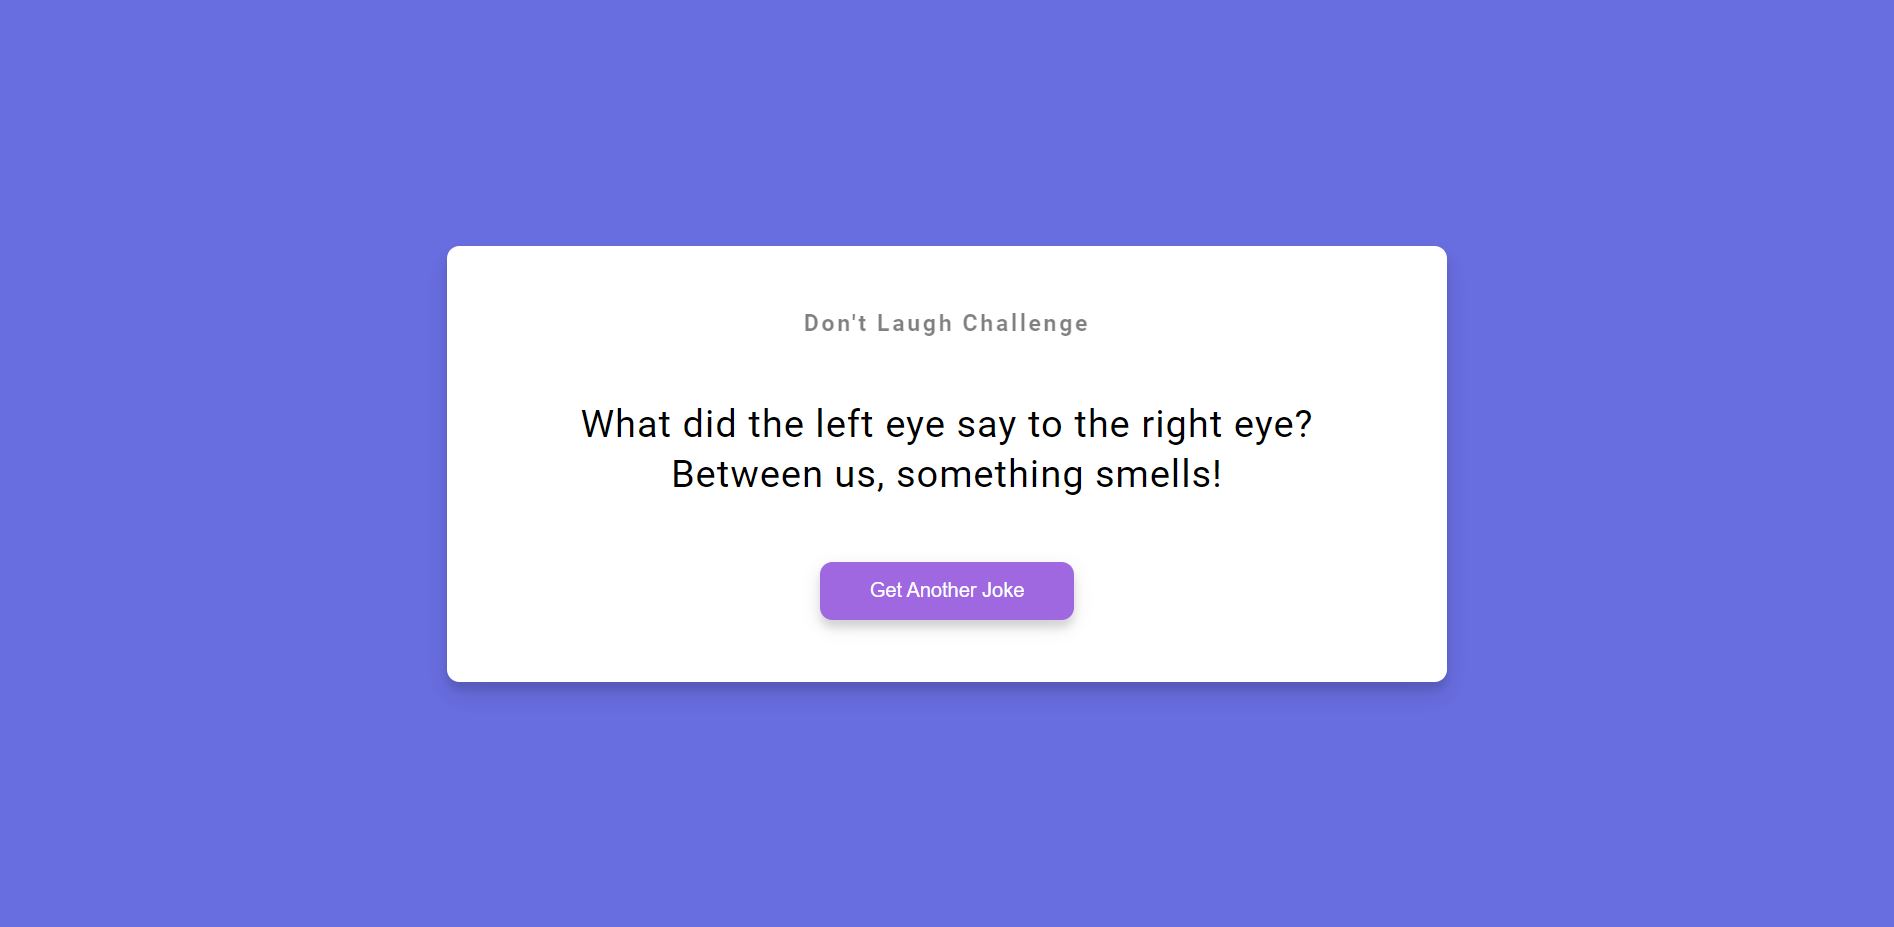 Don't Laugh Challenge
What did the left eye say to the right eye?
Between us, something smells!
Get Another Joke